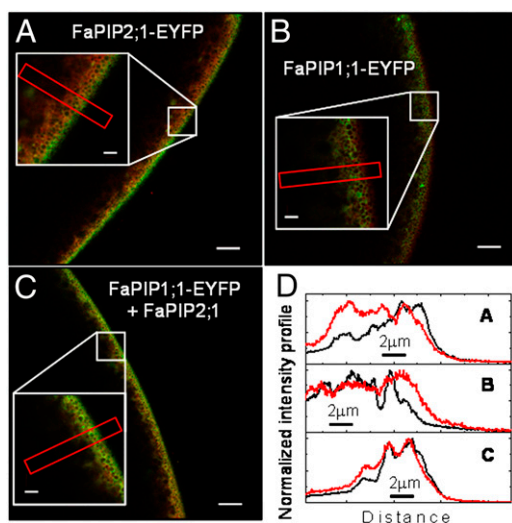 A
FaPIP2;1-EYFP
B
FaPIP1;1-EYFP
C
FaPIP1;1-EYFP
+ FaPIP2;1
D
Normalized intensity profile
A
2μm
B
2μm
C
2μm
Distance